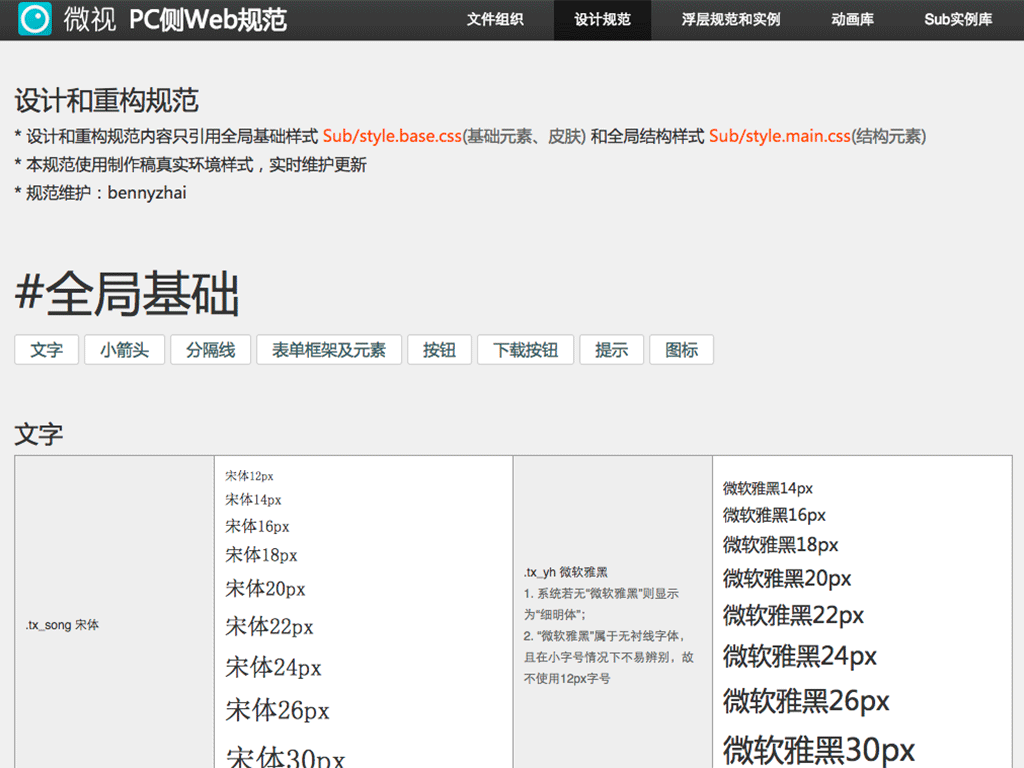 微视 PC侧Web规范
文件组织 设计规范 浮层规范和实例 动画库 Sub实例库
设计和重构规范
* 设计和重构规范内容只引用全局基础样式 Sub/style.base.css(基础元素、皮肤) 和全局结构样式 Sub/style.main.css(结构元素)
* 本规范使用制作稿真实环境样式，实时维护更新
* 规范维护：bennyzhai
#全局基础
文字 小箭头 分隔线 表单框架及元素 按钮 下载按钮 提示 图标
文字
.tx_song 宋体
宋体12px
宋体14px
宋体16px
宋体18px
宋体20px
宋体22px
宋体24px
宋体26px
宋体30px
.tx_yh 微软雅黑
1. 系统若无“微软雅黑”则显示
为“细明体”；
2. “微软雅黑”属于无衬线字体，
且在小字号情况下不易辨别，故
不使用12px字号
微软雅黑14px
微软雅黑16px
微软雅黑18px
微软雅黑20px
微软雅黑22px
微软雅黑24px
微软雅黑26px
微软雅黑30px